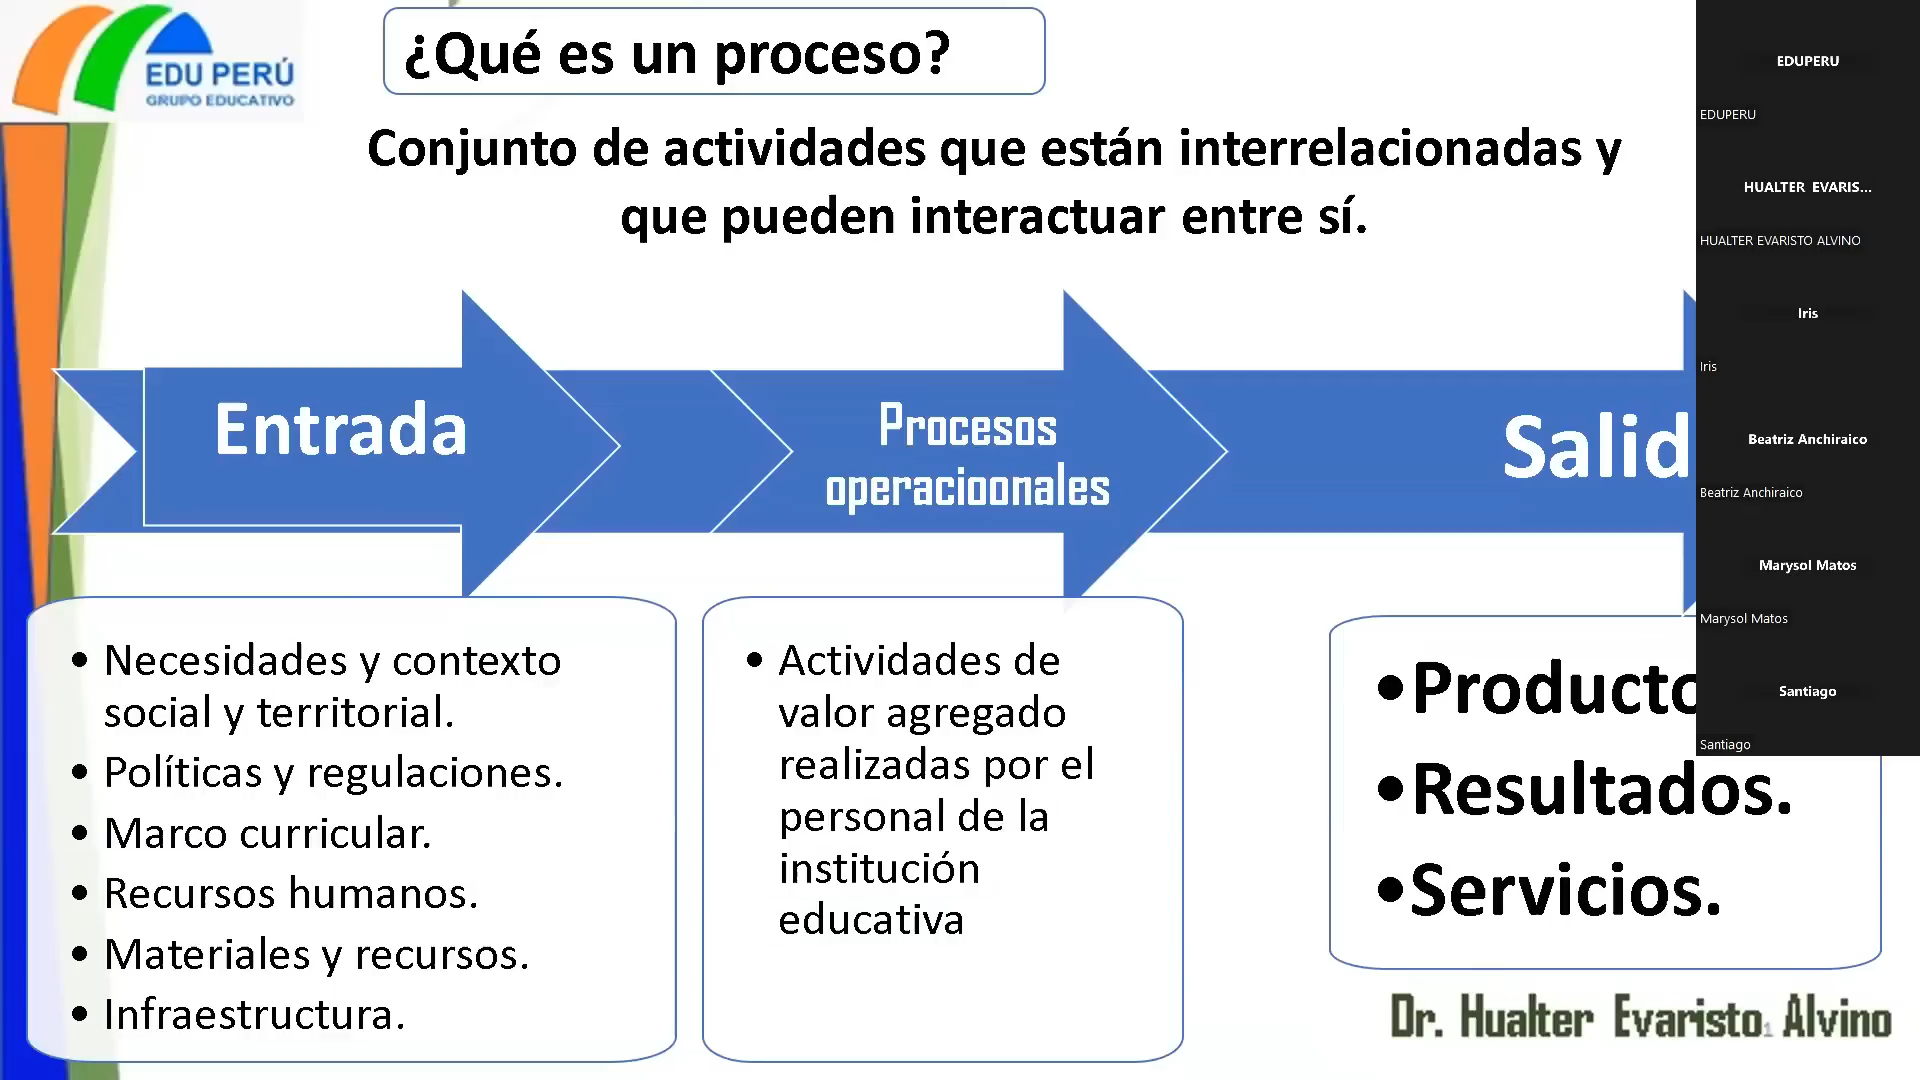 EDU PERÚ
GRUPO EDUCATIVO
¿Qué es un proceso?
Conjunto de actividades que están interrelacionadas y
que pueden interactuar entre sí.
Entrada
Procesos
operacioonales
Salid
• Necesidades y contexto
social y territorial.
• Políticas y regulaciones.
• Marco curricular.
• Recursos humanos.
• Materiales y recursos.
• Infraestructura.
• Actividades de
valor agregado
realizadas por el
personal de la
institución
educativa
•Producto
•Resultados.
•Servicios.
Dr. Hualter Evaristo Alvino
1
EDUPERU
EDUPERU
HUALTER EVARIS...
HUALTER EVARISTO ALVINO
Iris
Iris
Beatriz Anchiraico
Beatriz Anchiraico
Marysol Matos
Marysol Matos
Santiago
Santiago